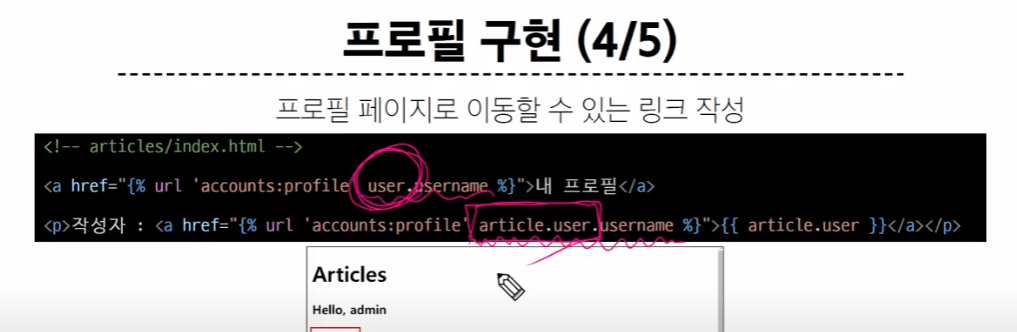 프로필 구현 (4/5)
프로필 페이지로 이동할 수 있는 링크 작성
<!-- articles/index.html -->
<a href="{% url 'accounts:profile' user.username %}">내 프로필</a>
<p>작성자 : <a href="{% url 'accounts:profile' article.user.username %}">{{ article.user }}</a></p>
Articles
Hello, admin